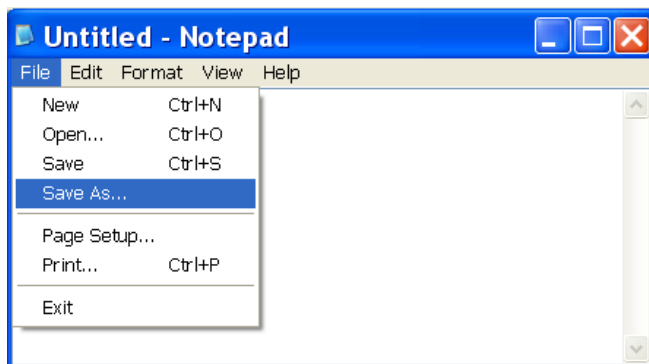 Untitled - Notepad
File Edit Format View Help
New Ctrl+N
Open... Ctrl+O
Save Ctrl+S
Save As...
Page Setup...
Print... Ctrl+P
Exit